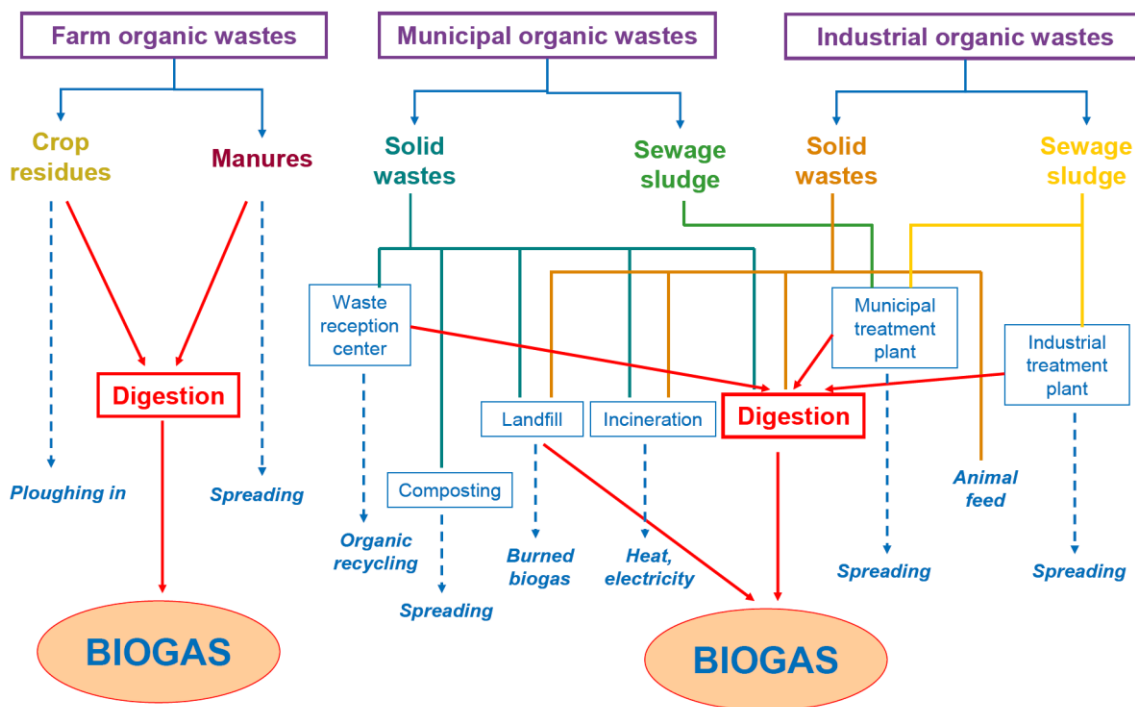 Farm organic wastes
Municipal organic wastes
Industrial organic wastes
Crop
residues
Manures
Solid
wastes
Sewage
sludge
Solid
wastes
Sewage
sludge
Waste
reception
center
Municipal
treatment
plant
Industrial
treatment
plant
Digestion
Landfill
Incineration
Digestion
Ploughing in
Spreading
Composting
Animal
feed
Organic
recycling
Burned
biogas
Heat,
electricity
Spreading
Spreading
Spreading
BIOGAS
BIOGAS